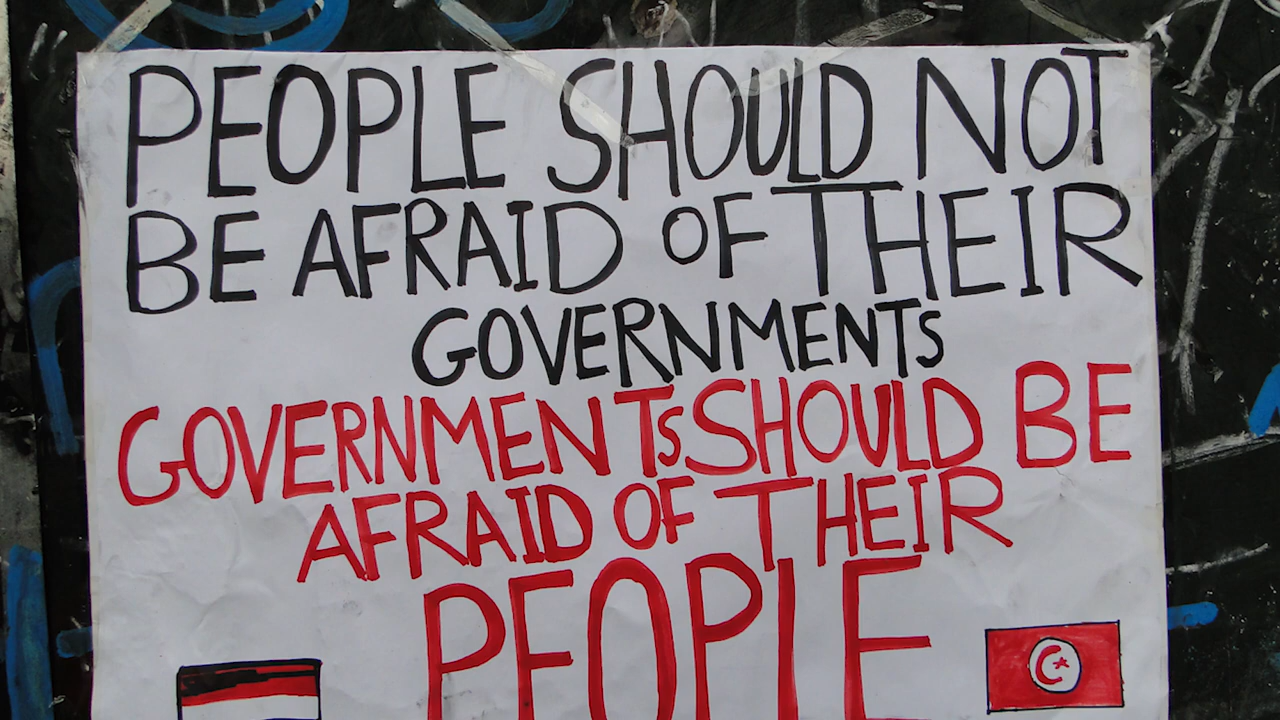 PEOPLE SHOULD NOT
BE AFRAID OF THEIR
GOVERNMENTS
GOVERNMENTS SHOULD BE
AFRAID OF THEIR
PEOPLE